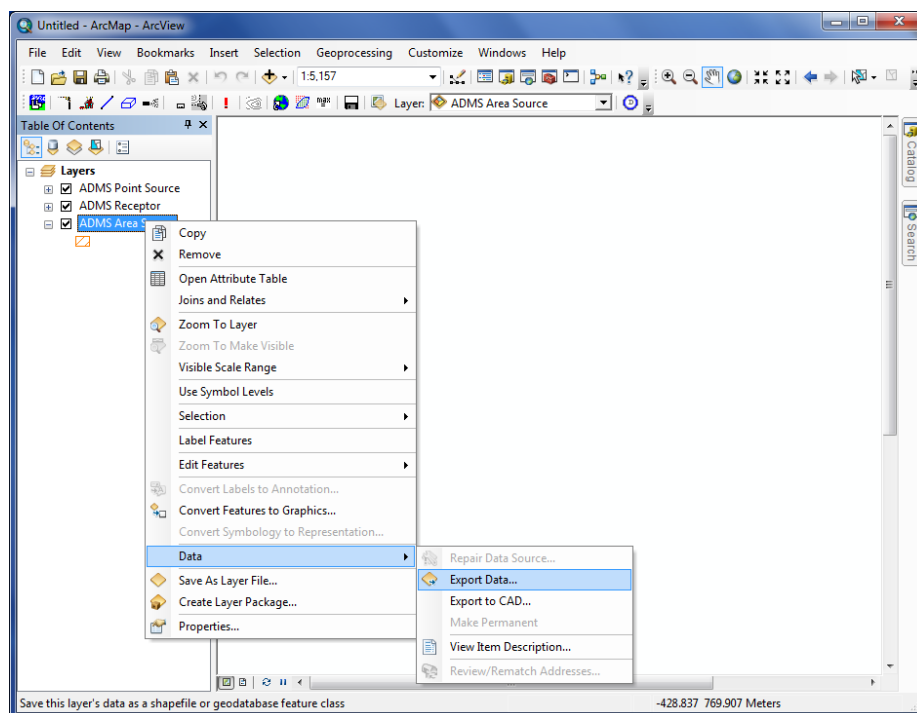 Untitled - ArcMap - ArcView
File Edit View Bookmarks Insert Selection Geoprocessing Customize Windows Help
1:5,157
Layer: ADMS Area Source
Table Of Contents
Layers
ADMS Point Source
ADMS Receptor
ADMS Area S
Copy
Remove
Open Attribute Table
Joins and Relates
Zoom To Layer
Zoom To Make Visible
Visible Scale Range
Use Symbol Levels
Selection
Label Features
Edit Features
Convert Labels to Annotation...
Convert Features to Graphics...
Convert Symbology to Representation...
Data
Save As Layer File...
Create Layer Package...
Properties...
Repair Data Source...
Export Data...
Export to CAD...
Make Permanent
View Item Description...
Review/Rematch Addresses...
Catalog
Search
Save this layer's data as a shapefile or geodatabase feature class
-428.837 769.907 Meters